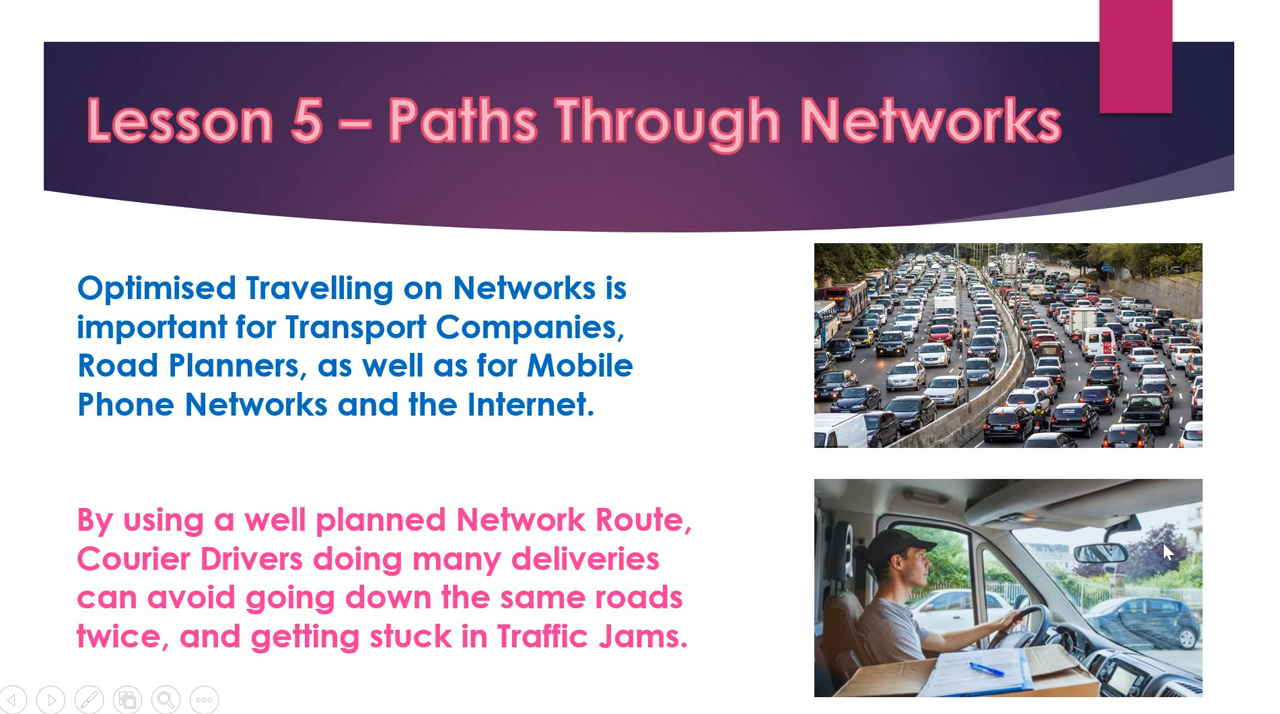 Lesson 5 – Paths Through Networks
Optimised Travelling on Networks is
important for Transport Companies,
Road Planners, as well as for Mobile
Phone Networks and the Internet.
By using a well planned Network Route,
Courier Drivers doing many deliveries
can avoid going down the same roads
twice, and getting stuck in Traffic Jams.